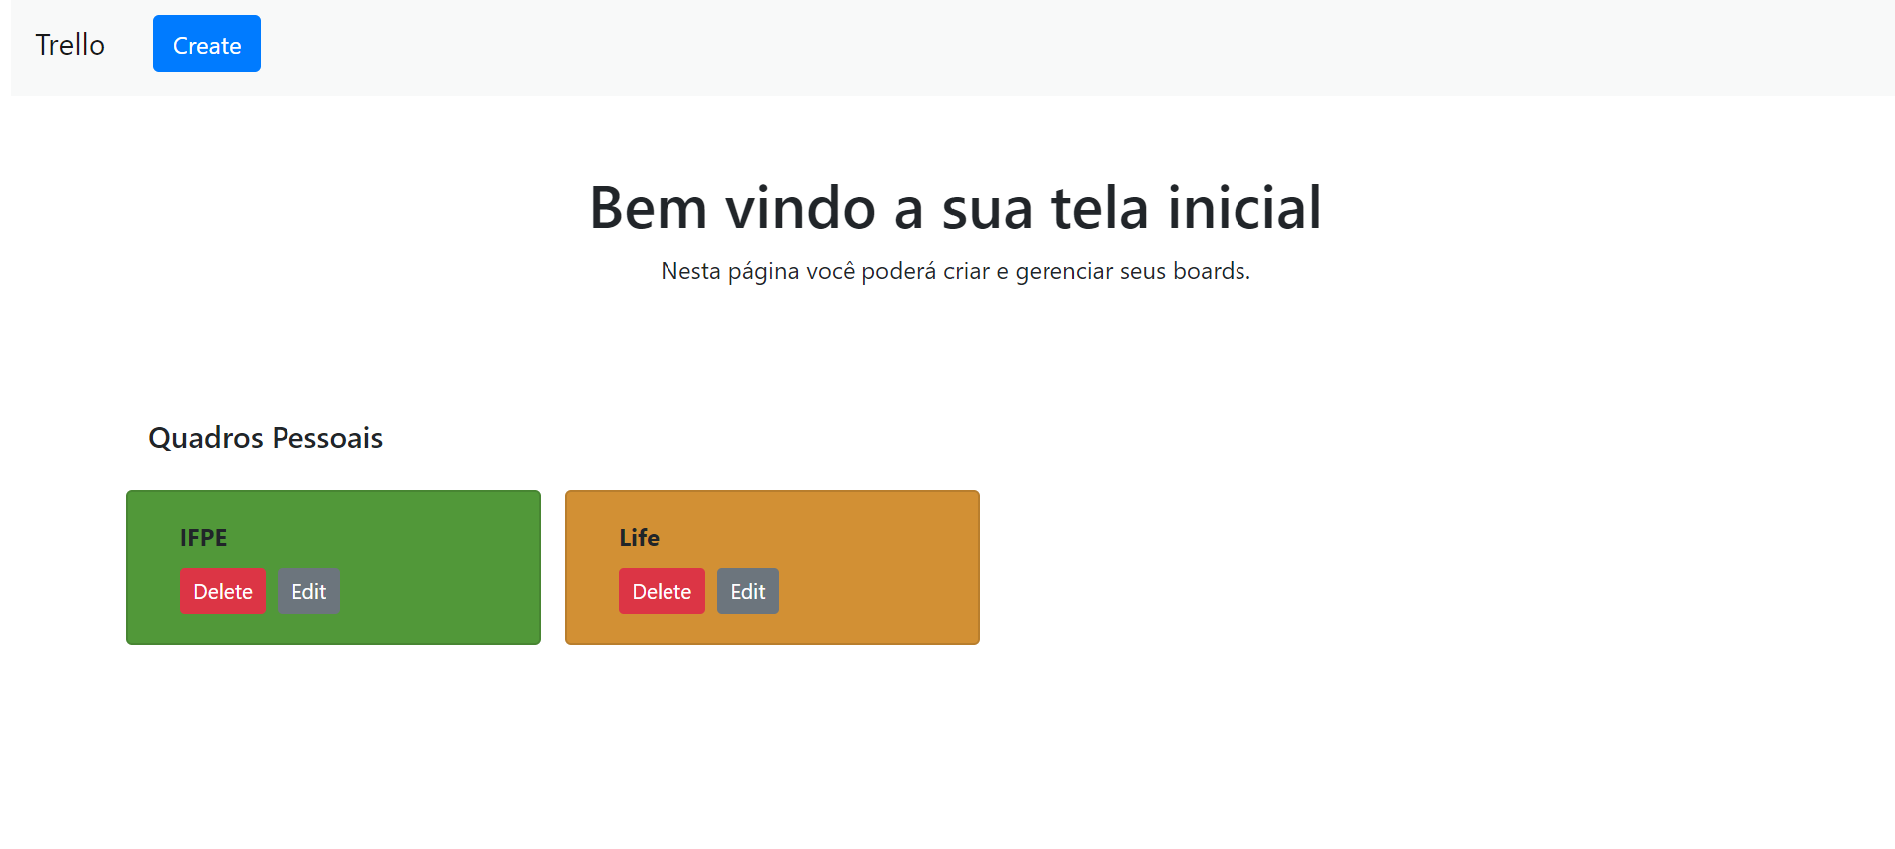 Trello Create
Bem vindo a sua tela inicial
Nesta página você poderá criar e gerenciar seus boards.
Quadros Pessoais
IFPE
Delete Edit
Life
Delete Edit